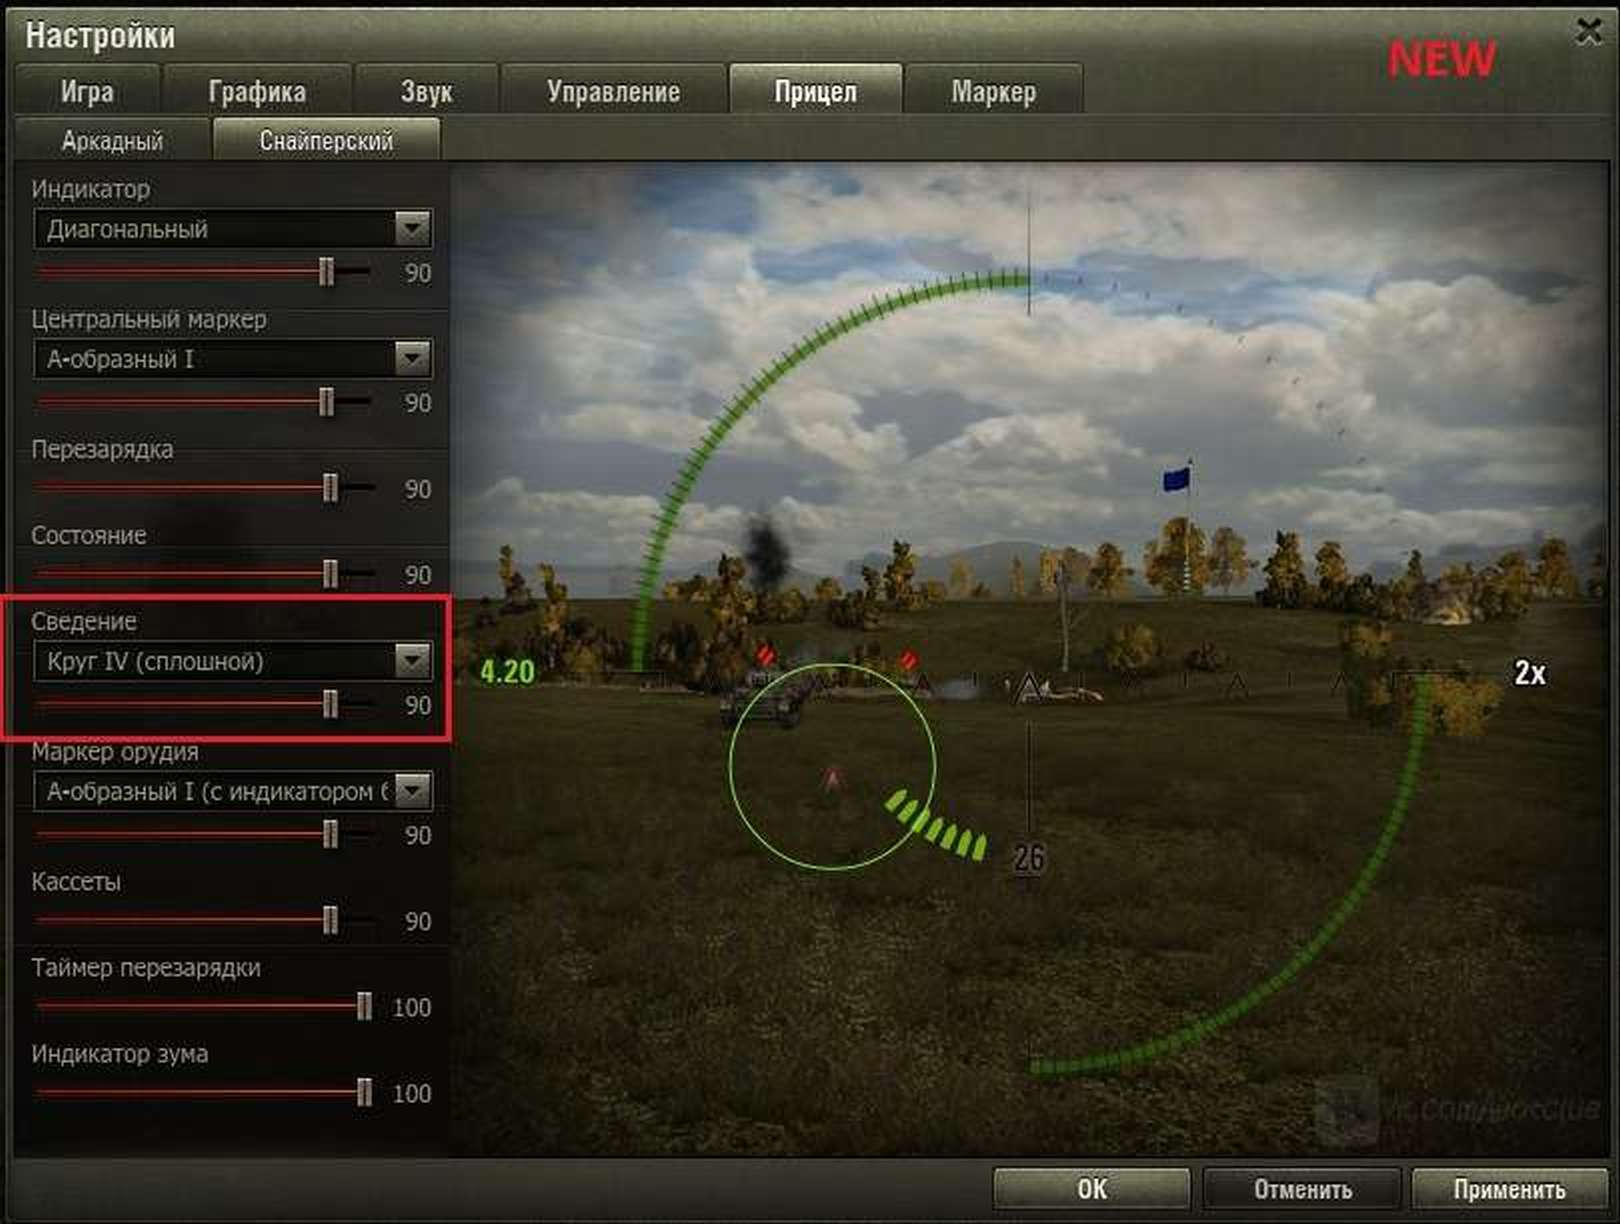 Настройки
NEW
Игра
Графика
Звук
Управление
Прицел
Маркер
Аркадный
Снайперский
Индикатор
Диагональный
90
Центральный маркер
А-образный I
90
Перезарядка
90
Состояние
90
Сведение
Круг IV (сплошной)
90
Маркер орудия
А-образный I (с индикатором б
90
Кассеты
90
Таймер перезарядки
100
Индикатор зума
100
4.20
2x
26
ОК
Отменить
Применить